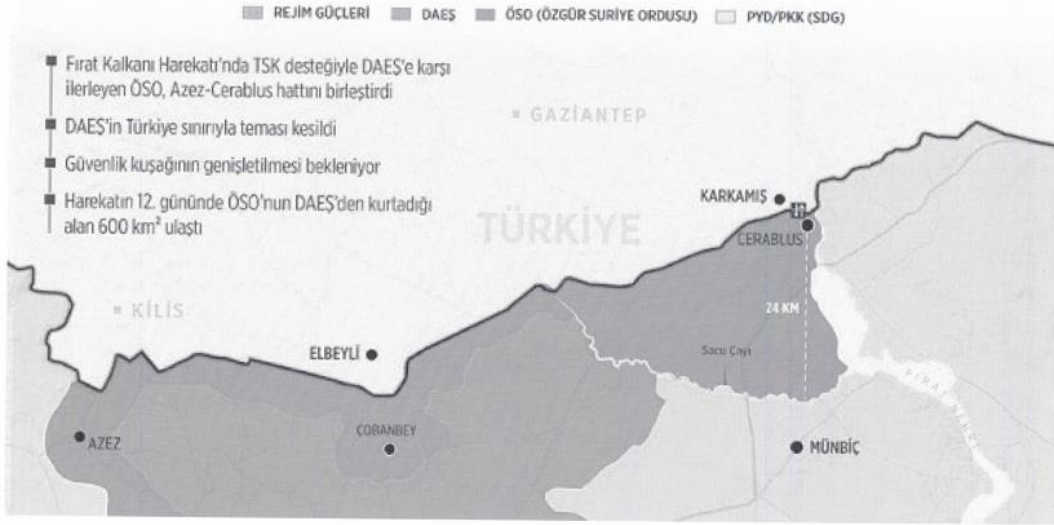 REJİM GÜÇLERİ DAEŞ ÖSO (ÖZGÜR SURİYE ORDUSU) PYD/PKK (SDG)
Fırat Kalkanı Harekatı'nda TSK desteğiyle DAEŞ'e karşı
ilerleyen ÖSO, Azez-Cerablus hattını birleştirdi
DAEŞ'in Türkiye sınırıyla teması kesildi
Güvenlik kuşağının genişletilmesi bekleniyor
Harekatın 12. gününde ÖSO'nun DAEŞ'den kurtadığı
alan 600 km² ulaştı
GAZİANTEP
KARKAMIŞ
TÜRKİYE
CERABLUS
KİLİS
24 KM
ELBEYLİ
Sacu Çayı
FIRAT NEHRİ
ÇOBANBEY
AZEZ
MÜNBİÇ